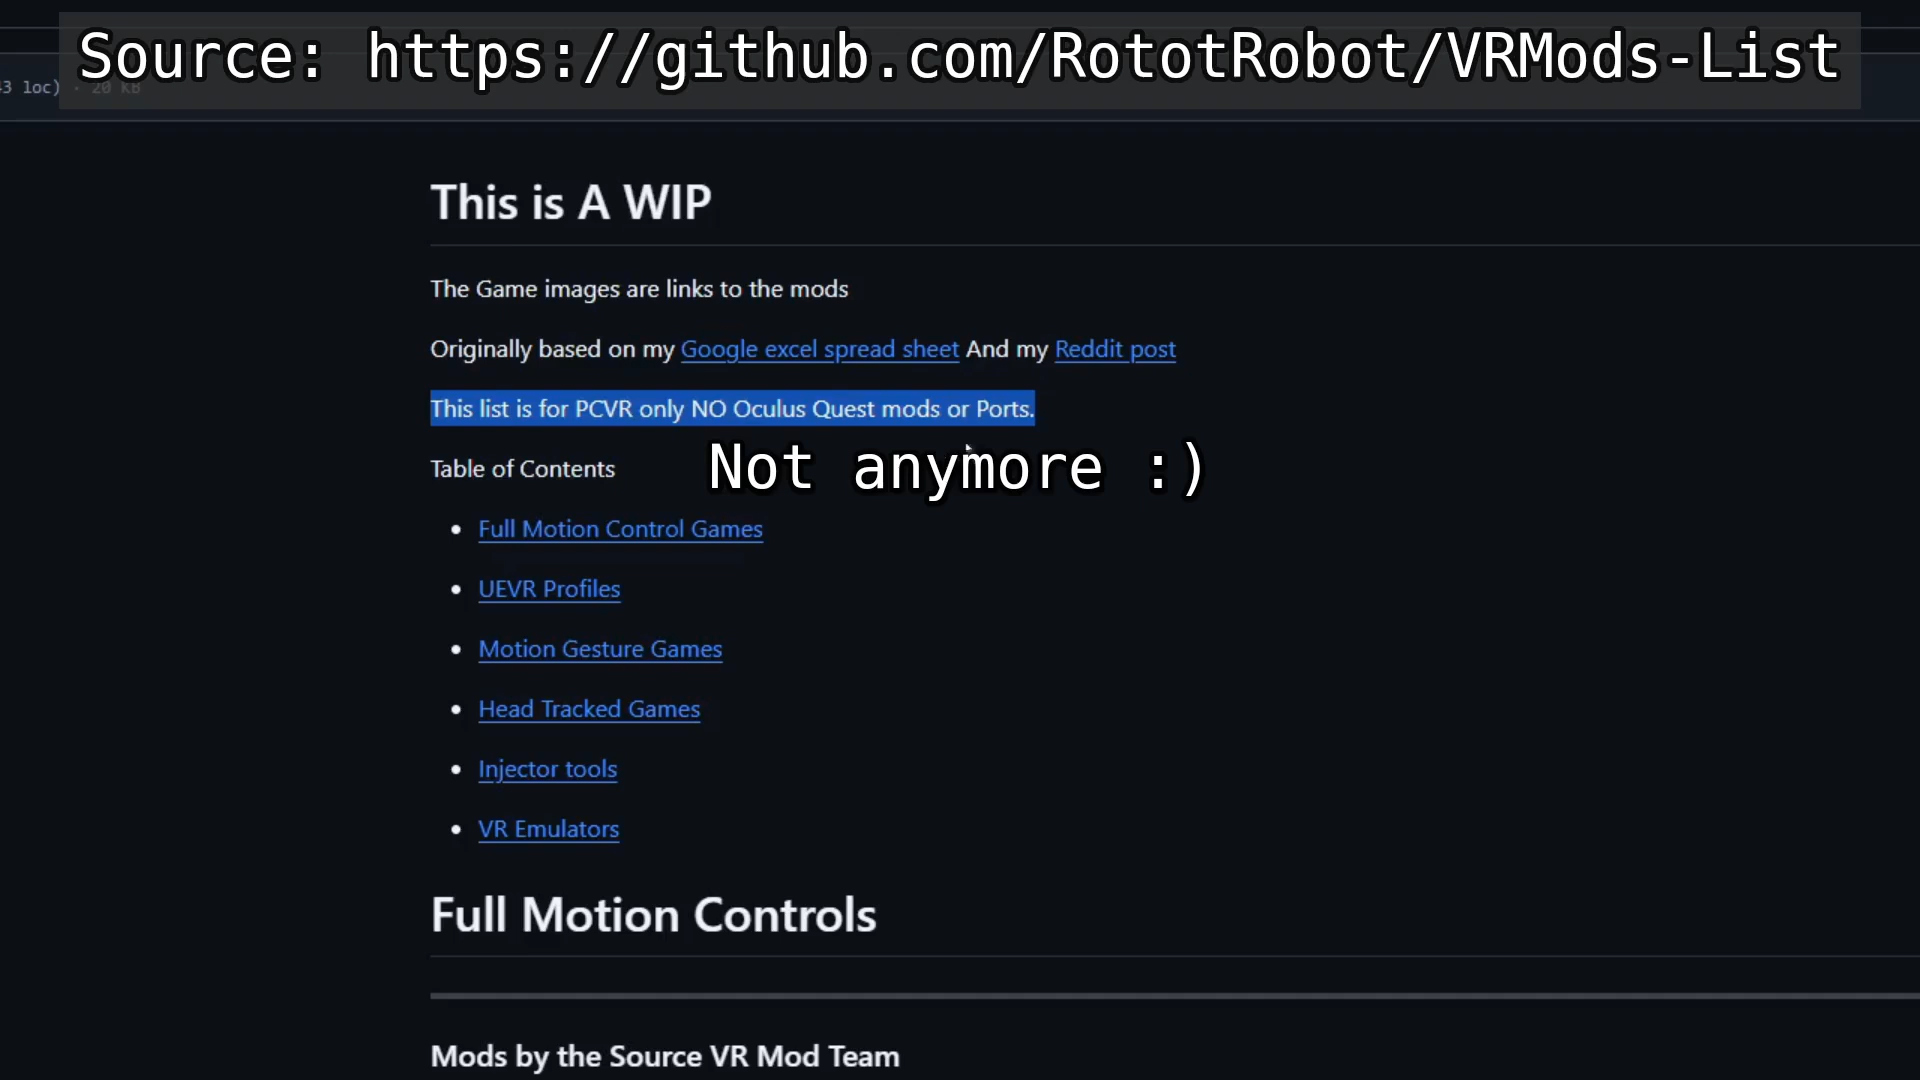 Source: https://github.com/RototRobot/VRMods-List
3 loc) · 20 KB
This is A WIP
The Game images are links to the mods
Originally based on my Google excel spread sheet And my Reddit post
This list is for PCVR only NO Oculus Quest mods or Ports.
Not anymore :)
Table of Contents
Full Motion Control Games
UEVR Profiles
Motion Gesture Games
Head Tracked Games
Injector tools
VR Emulators
Full Motion Controls
Mods by the Source VR Mod Team